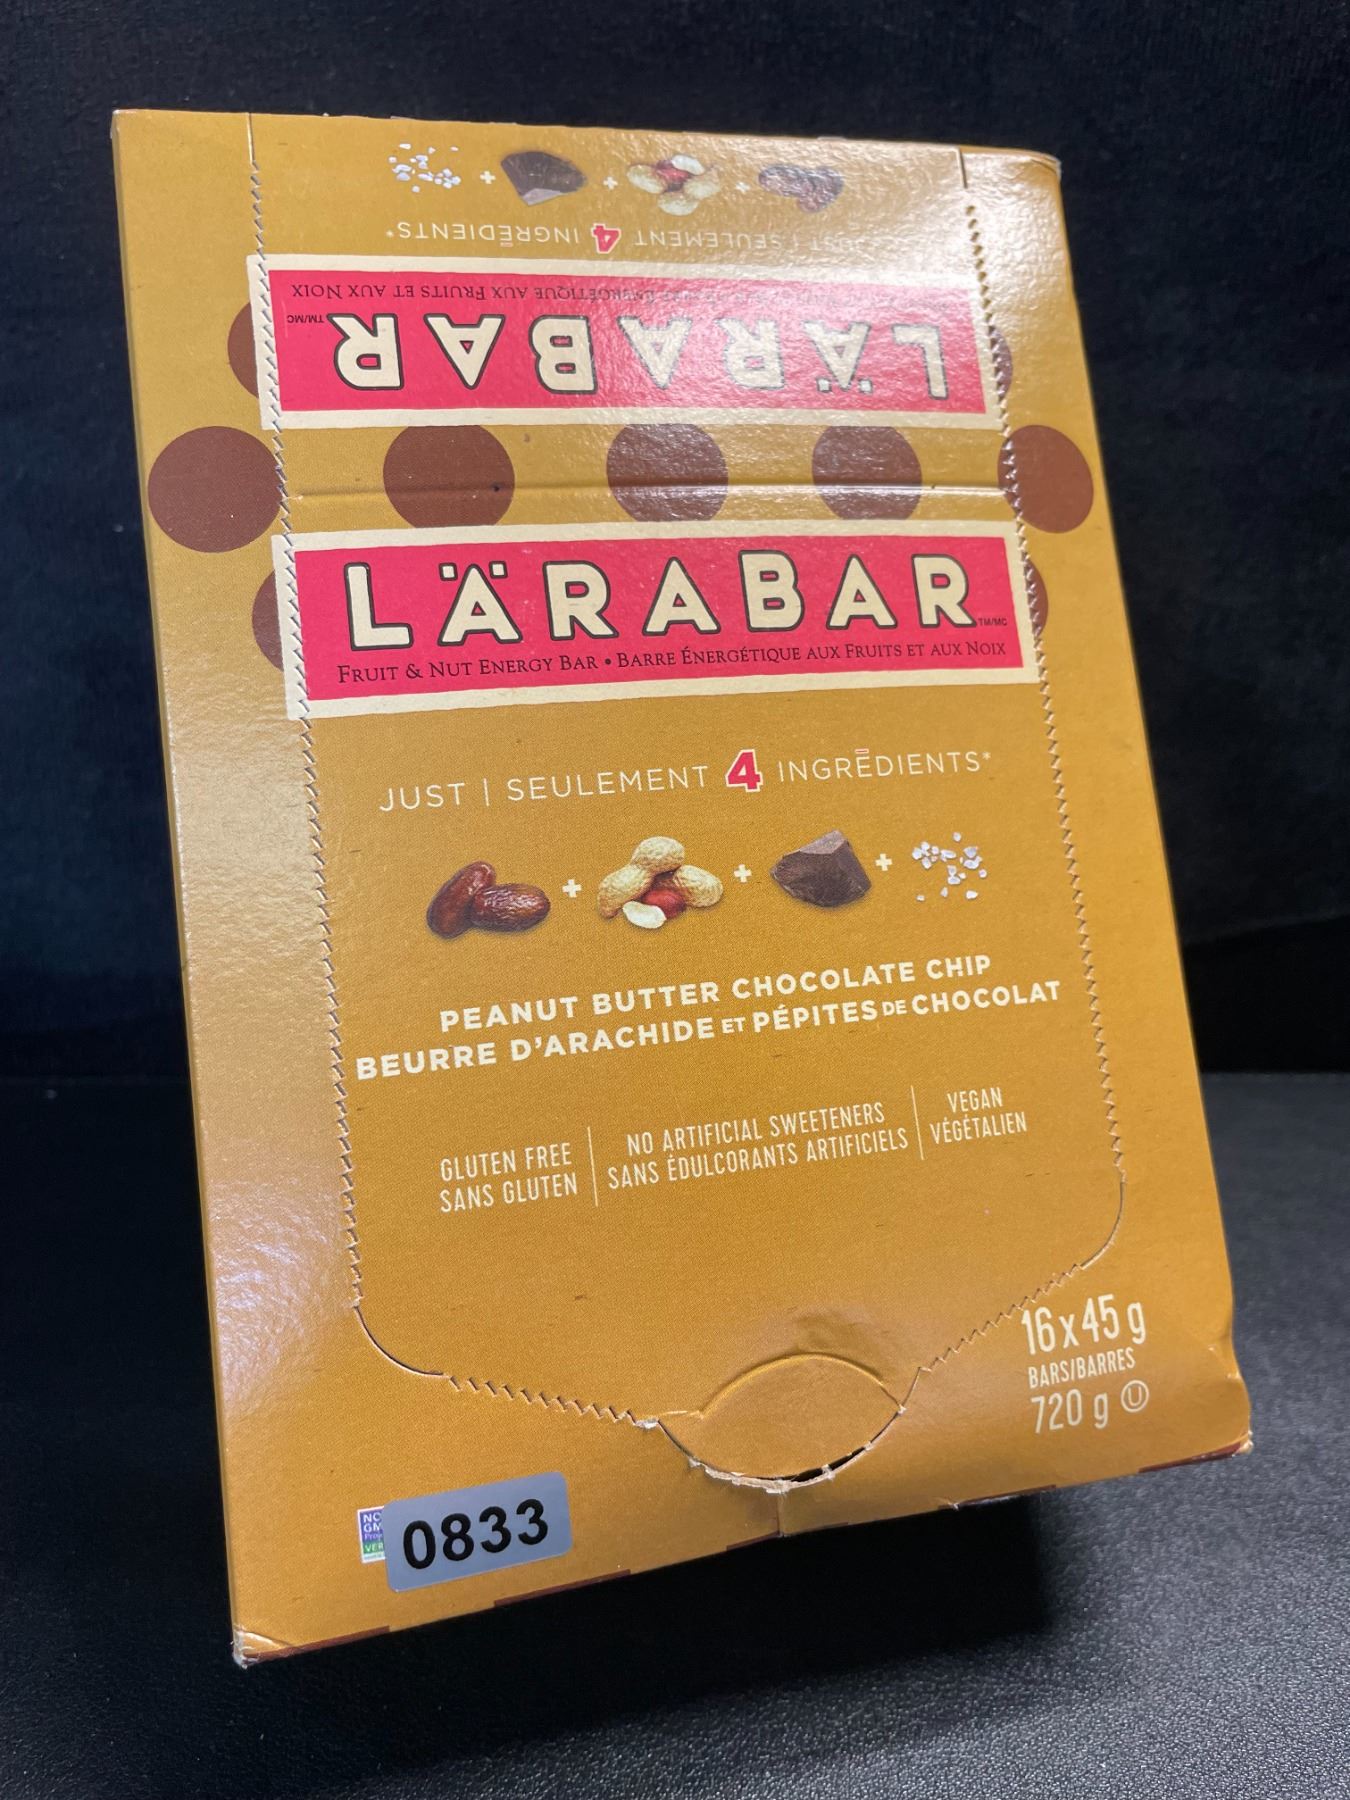 JUST | SEULEMENT 4 INGRĒDIENTS*
BARRE ÉNERGÉTIQUE AUX FRUITS ET AUX NOIX
LÄRABAR TM/MC
LÄRABAR TM/MC
FRUIT & NUT ENERGY BAR • BARRE ÉNERGÉTIQUE AUX FRUITS ET AUX NOIX
JUST | SEULEMENT 4 INGRĒDIENTS*
+ + +
PEANUT BUTTER CHOCOLATE CHIP
BEURRE D'ARACHIDE ET PÉPITES DE CHOCOLAT
GLUTEN FREE
SANS GLUTEN
NO ARTIFICIAL SWEETENERS
SANS ÉDULCORANTS ARTIFICIELS
VEGAN
VÉGÉTALIEN
16x45 g
BARS/BARRES
720 g U
0833